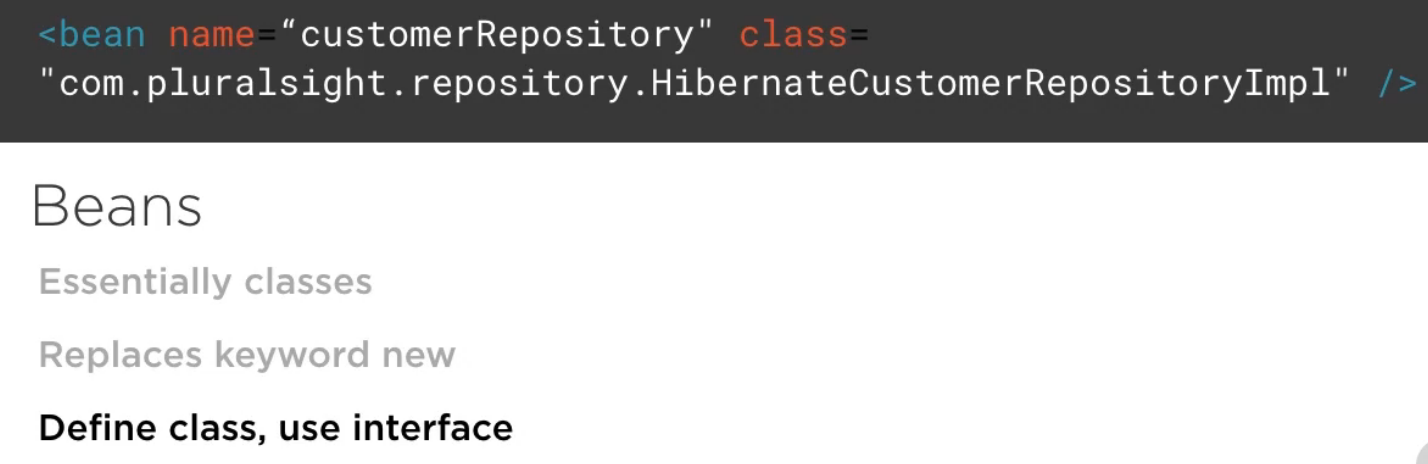 <bean name=“customerRepository" class=
"com.pluralsight.repository.HibernateCustomerRepositoryImpl" />
Beans
Essentially classes
Replaces keyword new
Define class, use interface